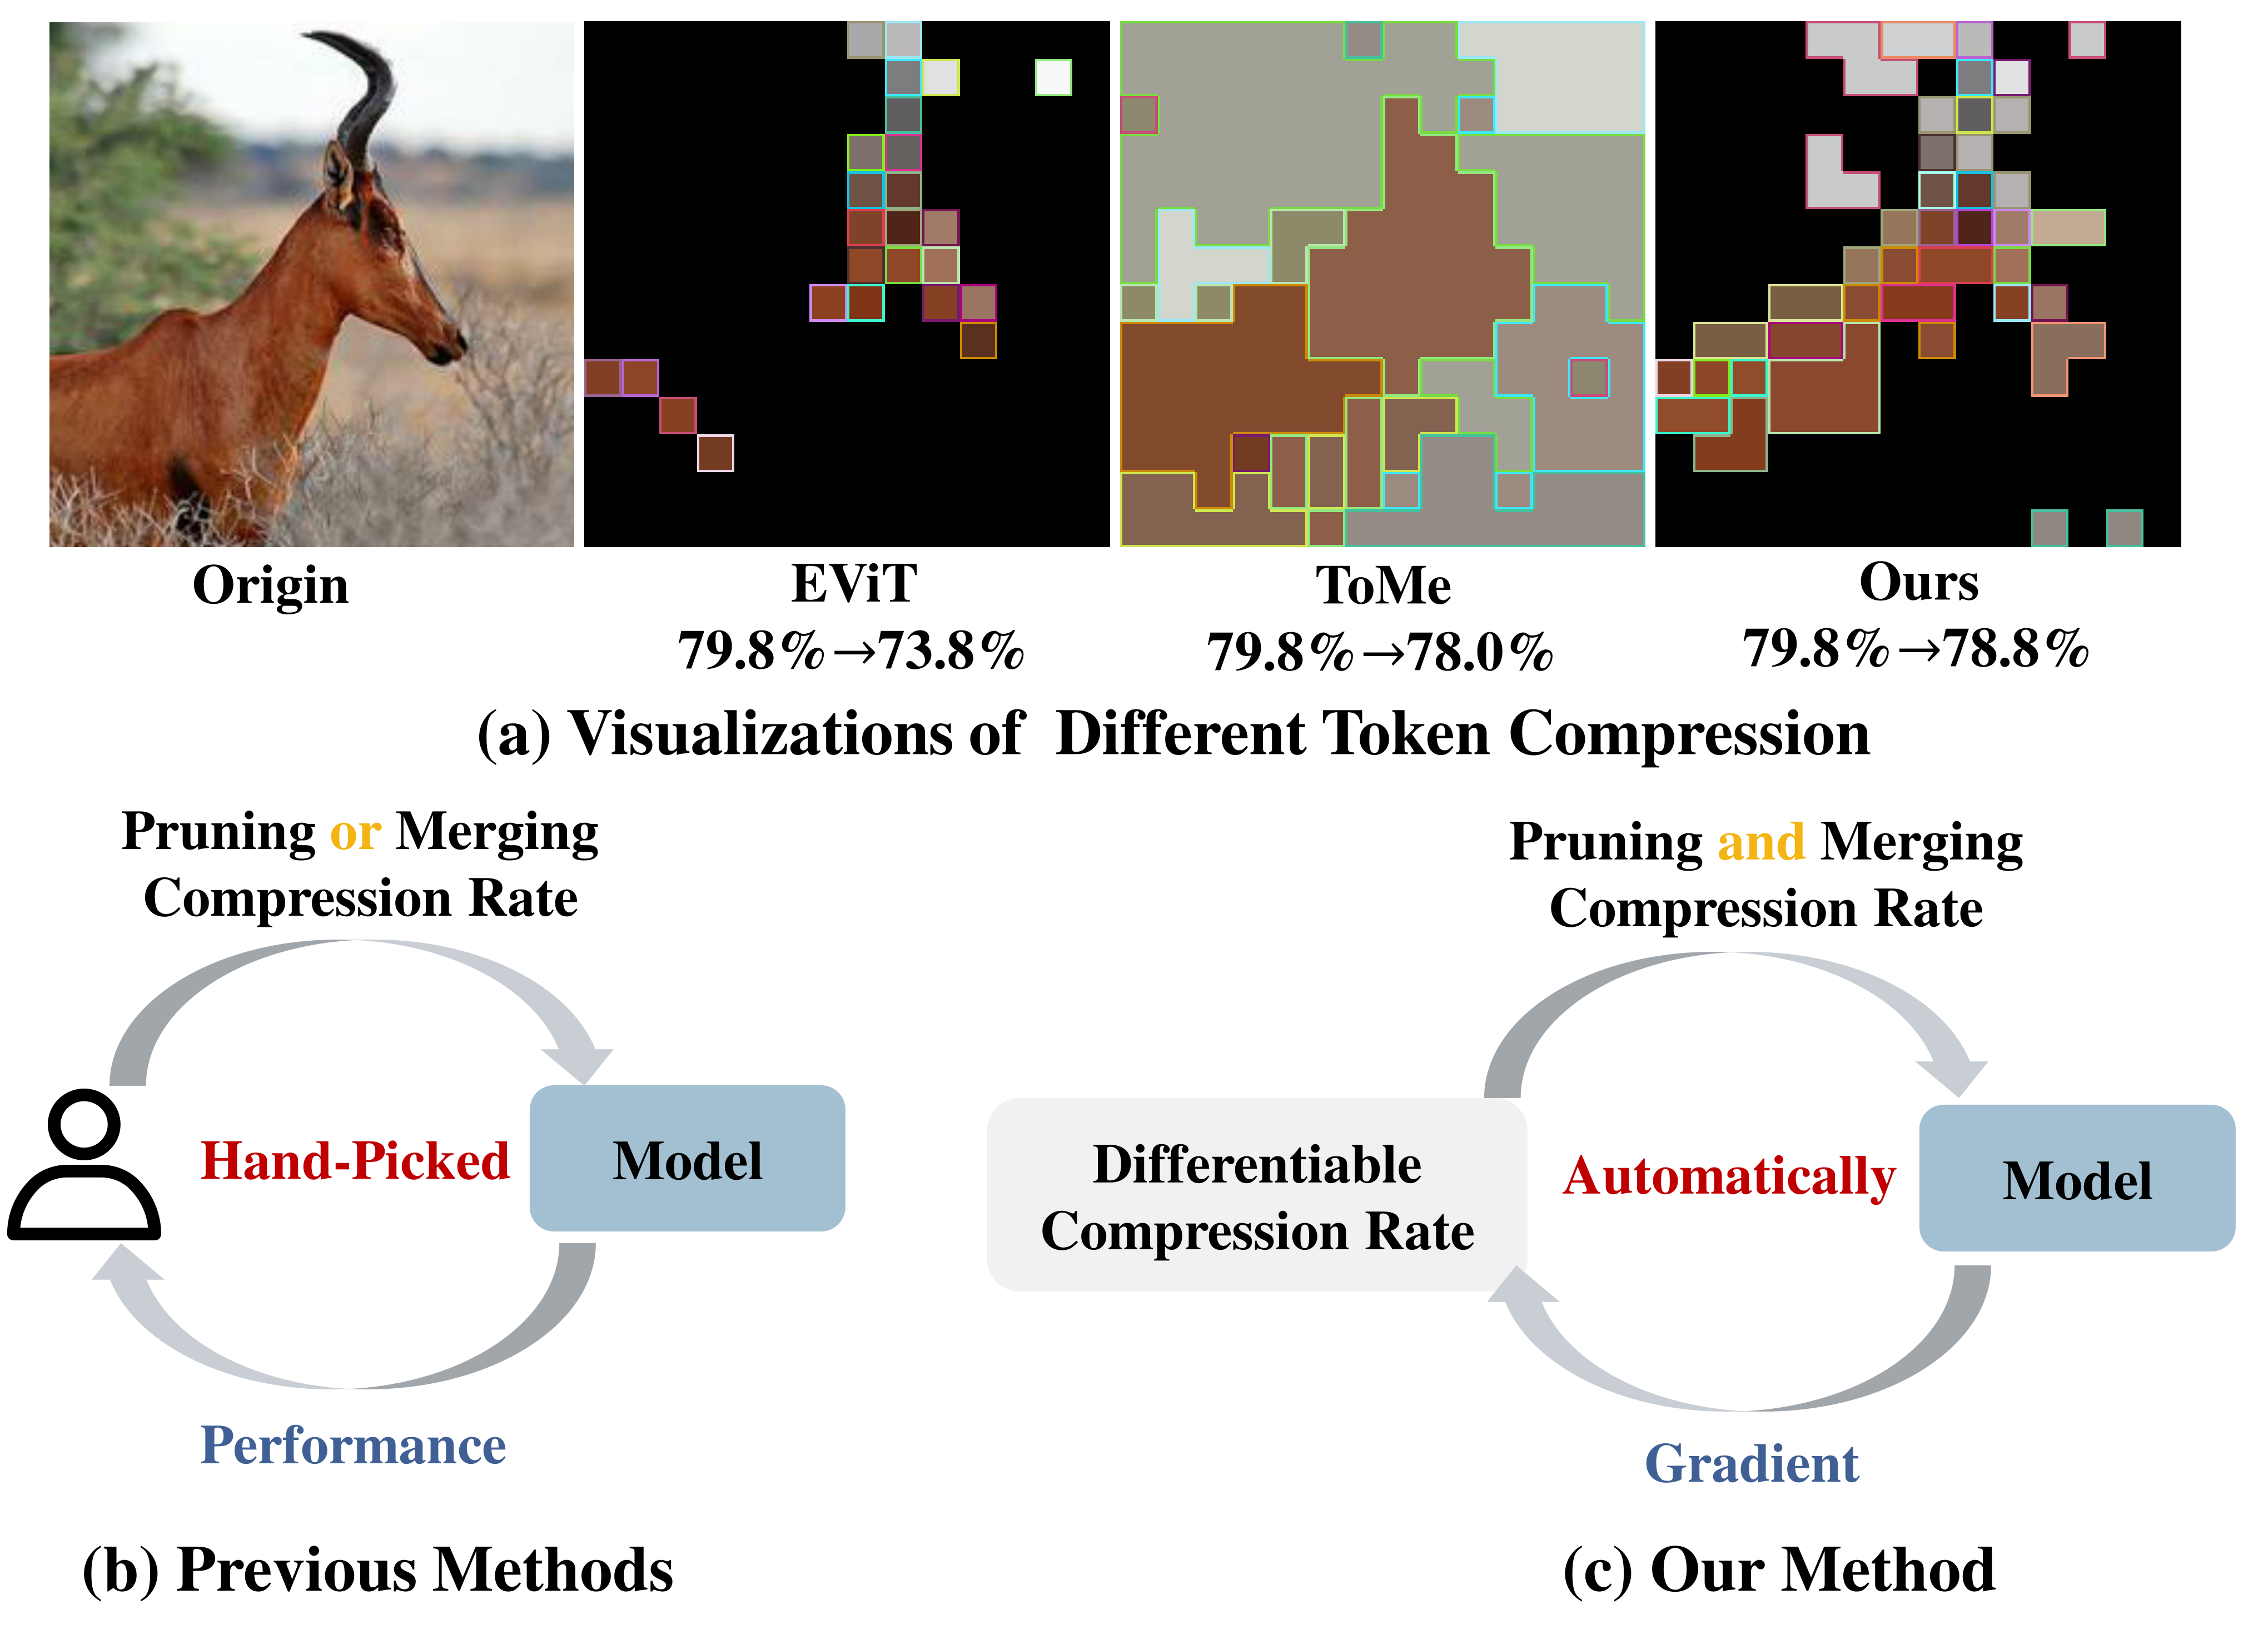 Origin
EViT
79.8%→73.8%
ToMe
79.8%→78.0%
Ours
79.8%→78.8%
(a) Visualizations of Different Token Compression
Pruning or Merging
Compression Rate
Hand-Picked
Model
Performance
(b) Previous Methods
Pruning and Merging
Compression Rate
Differentiable
Compression Rate
Automatically
Model
Gradient
(c) Our Method